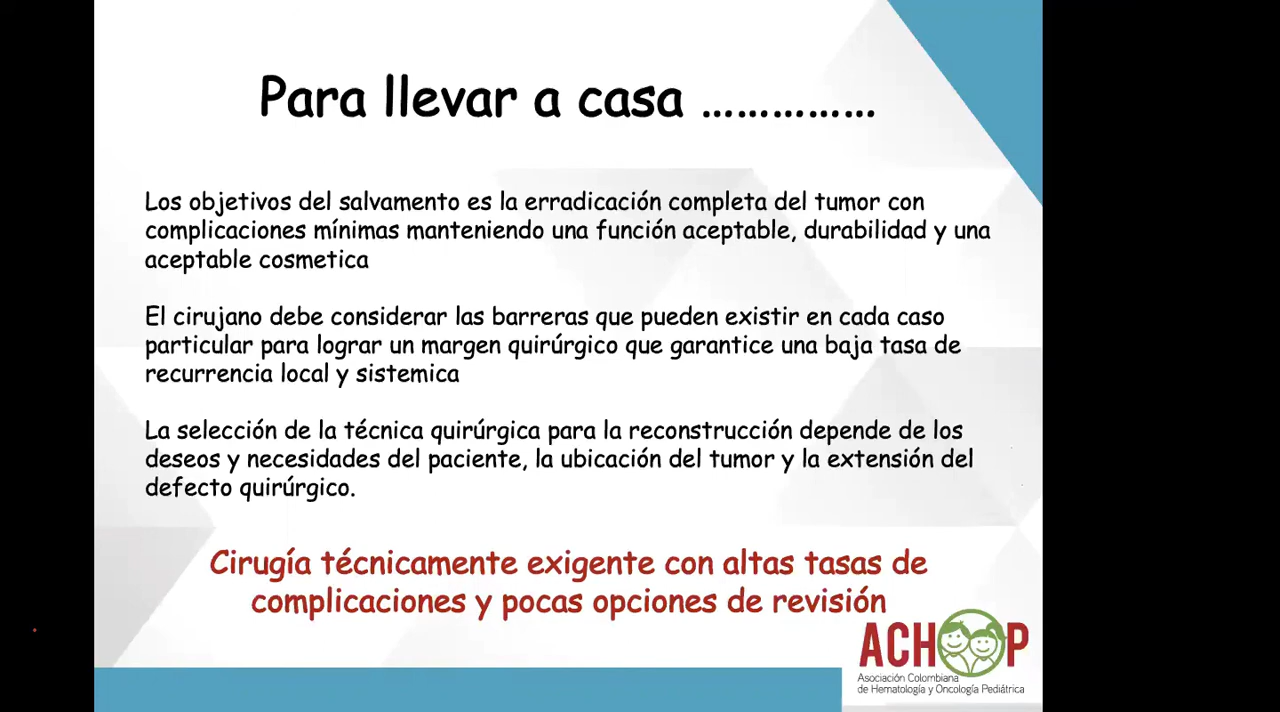 Para llevar a casa ……………
Los objetivos del salvamento es la erradicación completa del tumor con
complicaciones mínimas manteniendo una función aceptable, durabilidad y una
aceptable cosmetica
El cirujano debe considerar las barreras que pueden existir en cada caso
particular para lograr un margen quirúrgico que garantice una baja tasa de
recurrencia local y sistemica
La selección de la técnica quirúrgica para la reconstrucción depende de los
deseos y necesidades del paciente, la ubicación del tumor y la extensión del
defecto quirúrgico.
Cirugía técnicamente exigente con altas tasas de
complicaciones y pocas opciones de revisión
ACHOP
Asociación Colombiana
de Hematología y Oncología Pediátrica